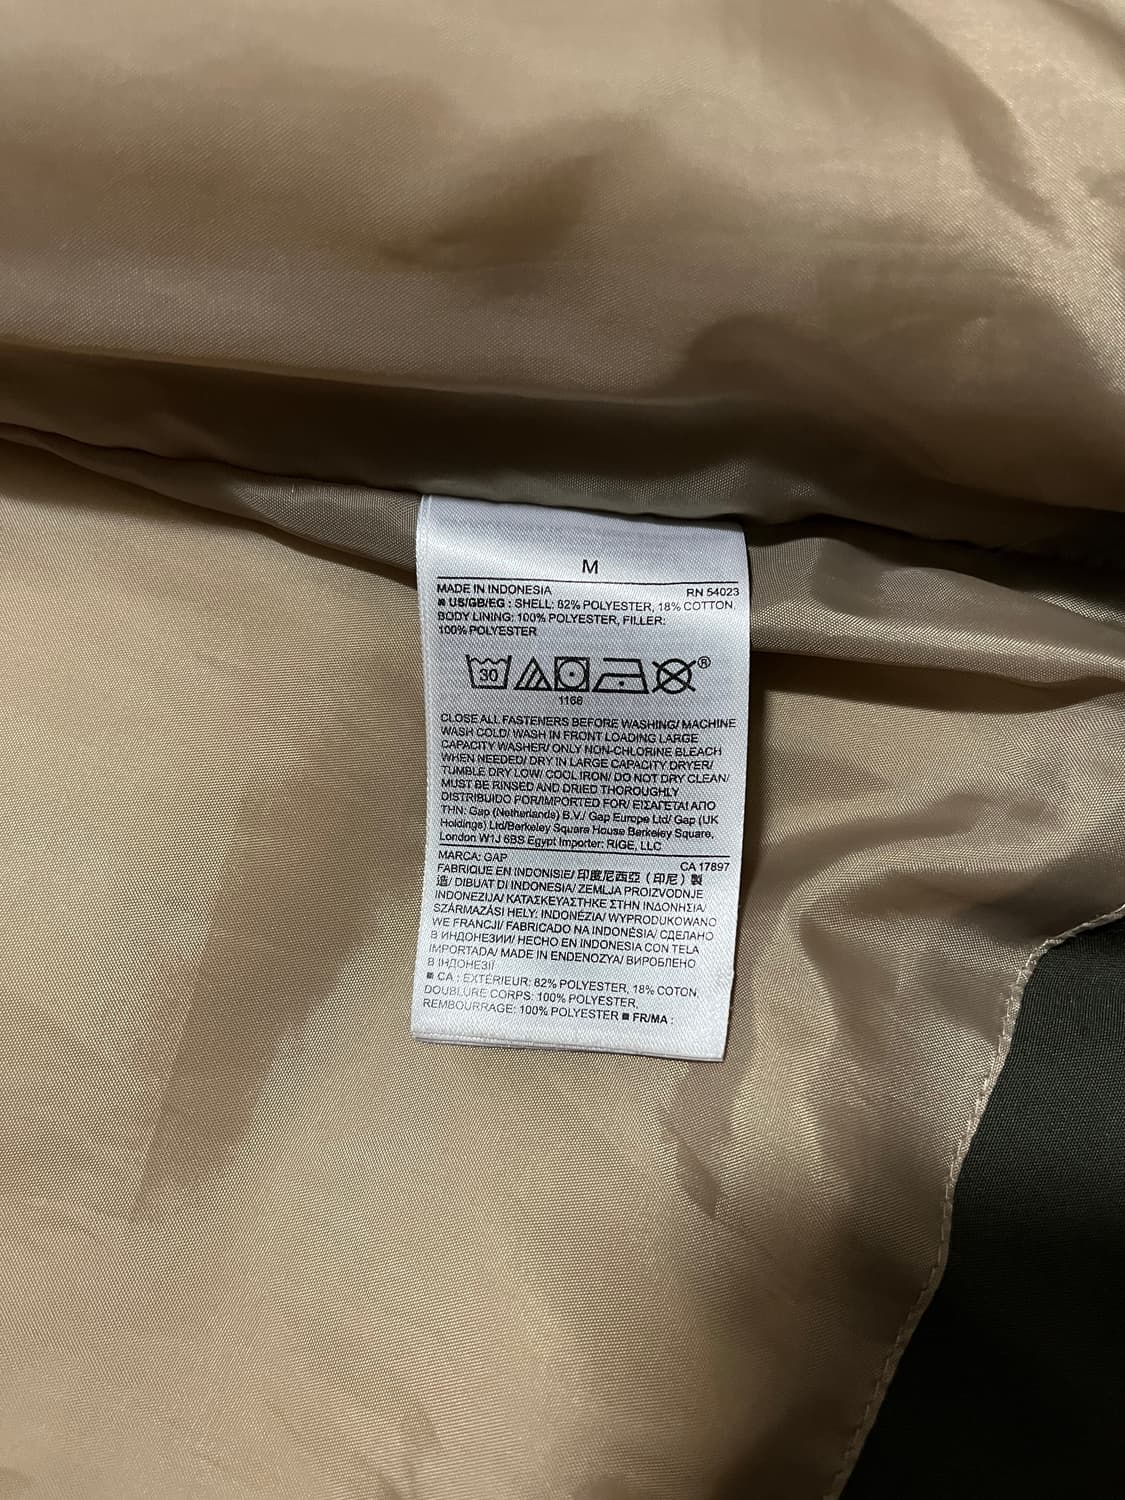 M
MADE IN INDONESIA RN 54023
■ US/GB/EG : SHELL: 82% POLYESTER, 18% COTTON,
BODY LINING: 100% POLYESTER, FILLER:
100% POLYESTER
30 ®
1166
CLOSE ALL FASTENERS BEFORE WASHING/ MACHINE
WASH COLD/ WASH IN FRONT LOADING LARGE
CAPACITY WASHER/ ONLY NON-CHLORINE BLEACH
WHEN NEEDED/ DRY IN LARGE CAPACITY DRYER/
TUMBLE DRY LOW/ COOL IRON/ DO NOT DRY CLEAN/
MUST BE RINSED AND DRIED THOROUGHLY
DISTRIBUIDO POR/IMPORTED FOR/ ΕΙΣΑΓΕΤΑΙ ΑΠΟ
ΤΗΝ: Gap (Netherlands) B.V./ Gap Europe Ltd/ Gap (UK
Holdings) Ltd/Berkeley Square House Berkeley Square,
London W1J 6BS Egypt Importer: RIGE, LLC
MARCA: GAP CA 17897
FABRIQUE EN INDONISIE/ 印度尼西亞（印尼）製
造/ DIBUAT DI INDONESIA/ ZEMLJA PROIZVODNJE
INDONEZIJA/ ΚΑΤΑΣΚΕΥΑΣΤΗΚΕ ΣΤΗΝ ΙΝΔΟΝΗΣΙΑ/
SZÁRMAZÁSI HELY: INDONÉZIA/ WYPRODUKOWANO
WE FRANCJI/ FABRICADO NA INDONÉSIA/ СДЕЛАНО
В ИНДОНЕЗИИ/ HECHO EN INDONESIA CON TELA
IMPORTADA/ MADE IN ENDENOZYA/ ВИРОБЛЕНО
В ІНДОНЕЗІЇ
■ CA : EXTÉRIEUR: 82% POLYESTER, 18% COTON,
DOUBLURE CORPS: 100% POLYESTER,
REMBOURRAGE: 100% POLYESTER ■ FR/MA :